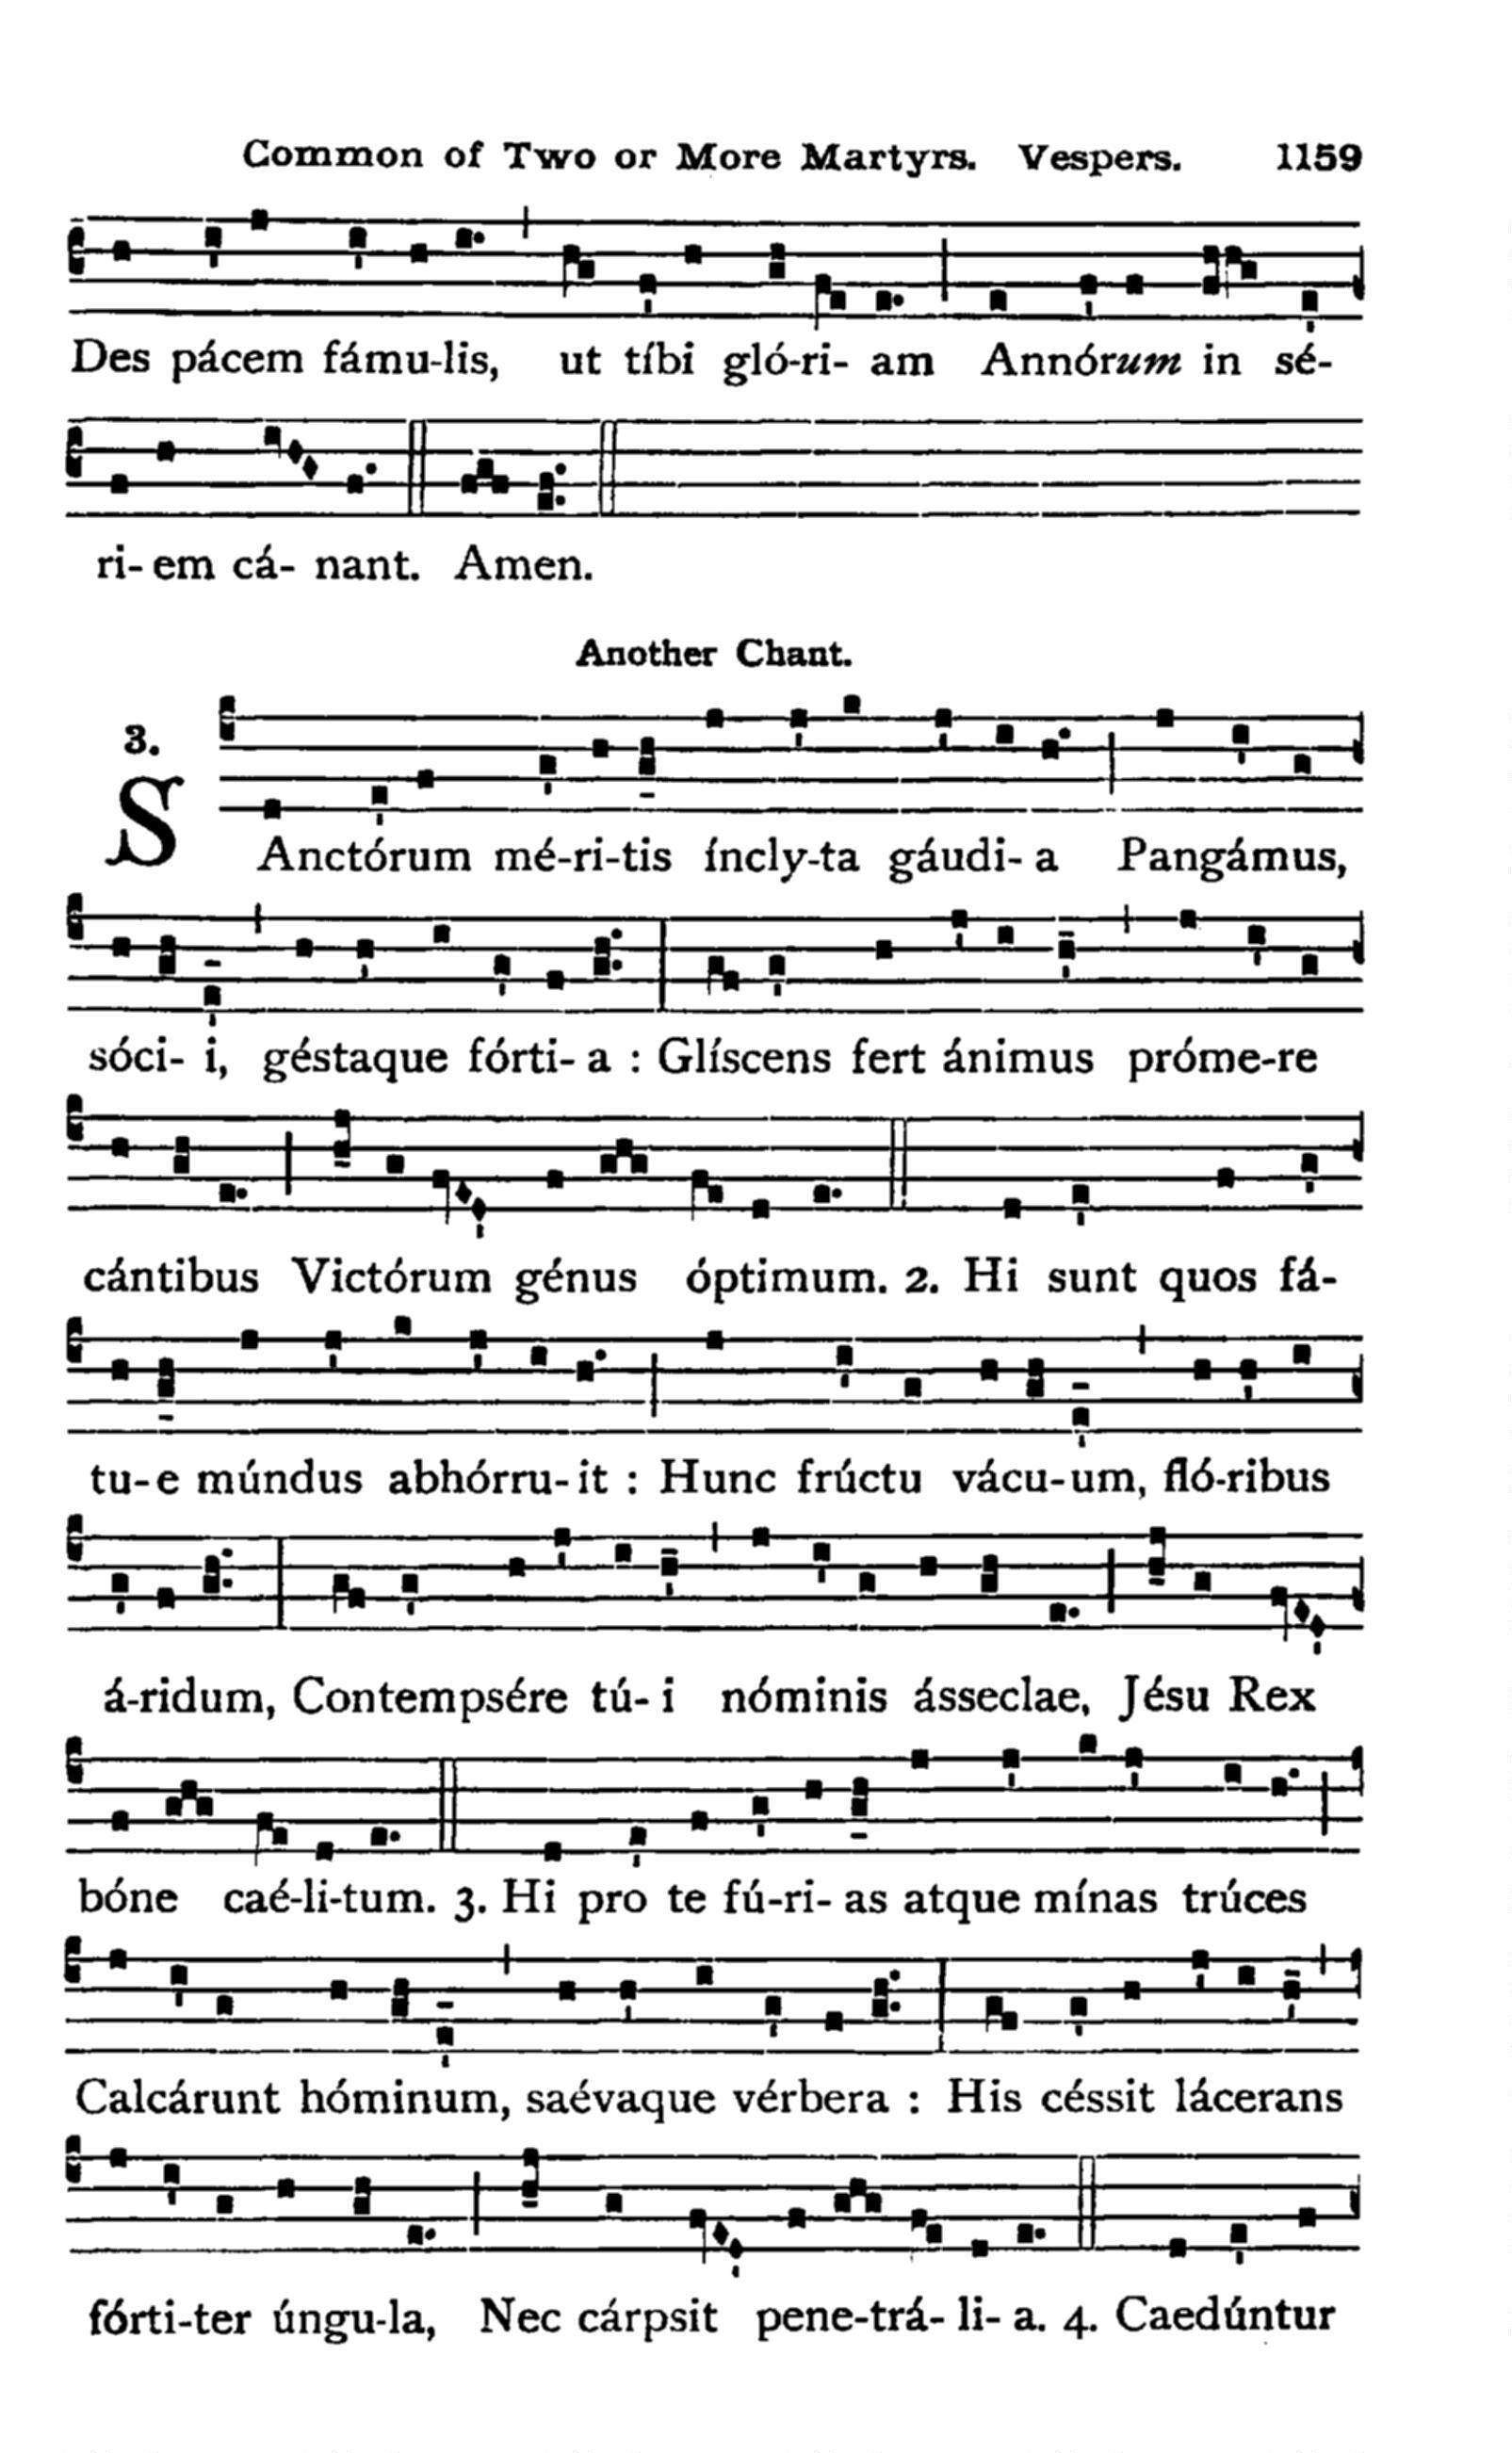 Common of Two or More Martyrs. Vespers. 1159
Des pácem fámu-lis, ut tíbi gló-ri- am Annórum in sé-
ri- em cá- nant. Amen.
Another Chant.
3.
SAnctórum mé-ri-tis íncly-ta gáudi- a Pangámus,
sóci- i, géstaque fórti- a : Glíscens fert ánimus próme-re
cántibus Victórum génus óptimum. 2. Hi sunt quos fá-
tu- e múndus abhórru- it : Hunc frúctu vácu- um, fló-ribus
á-ridum, Contempsére tú- i nóminis ásseclae, Jésu Rex
bóne caé-li-tum. 3. Hi pro te fú-ri- as atque mínas trúces
Calcárunt hóminum, saévaque vérbera : His céssit lácerans
fórti-ter úngu-la, Nec cárpsit pene-trá- li- a. 4. Caedúntur